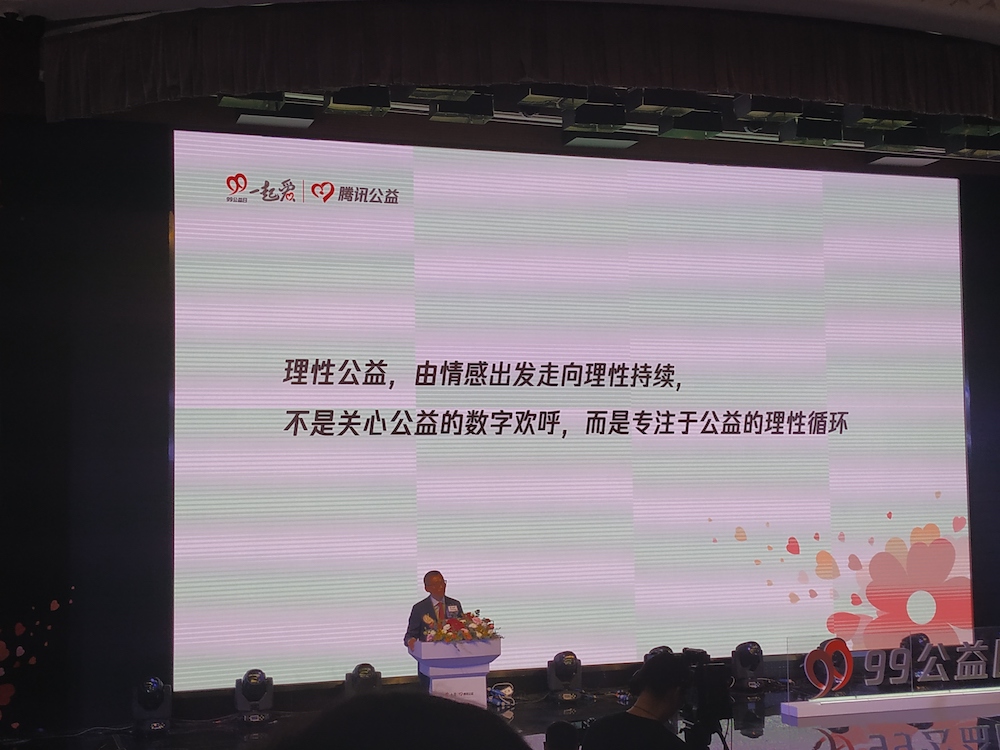 99公益日 一起爱 腾讯公益
理性公益，由情感出发走向理性持续，
不是关心公益的数字欢呼，而是专注于公益的理性循环
99公益日